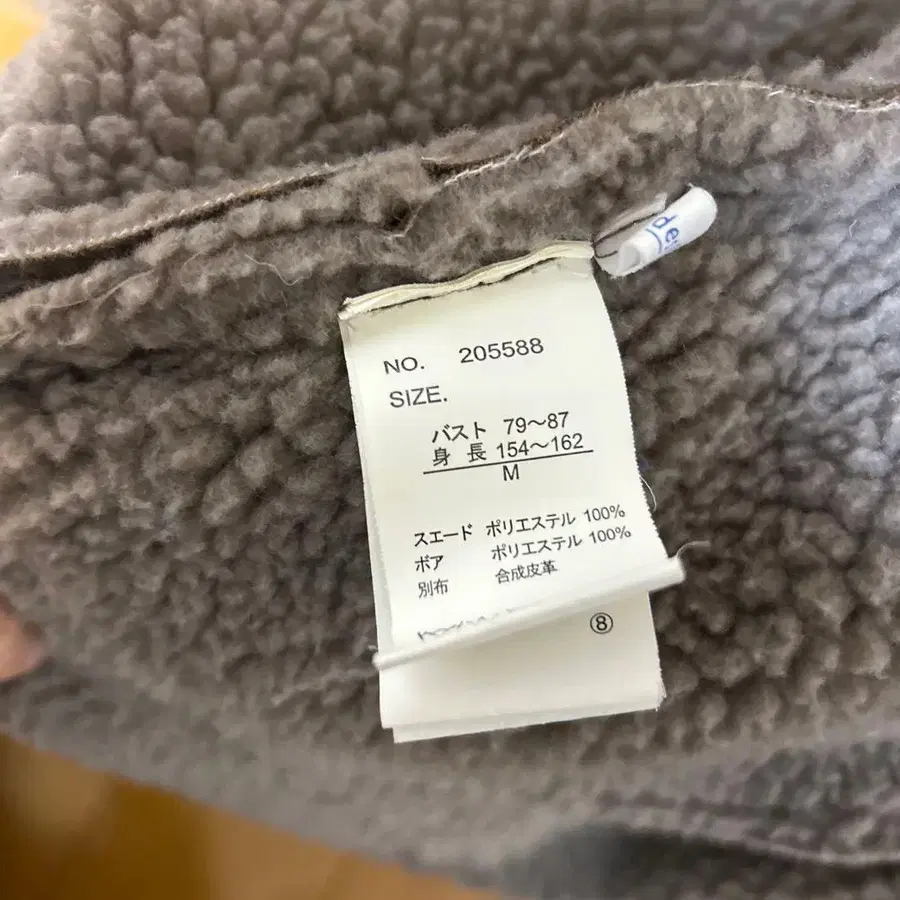 NO. 205588
SIZE.
バスト 79～87
身長 154～162
M
スエード ポリエステル 100%
ボア ポリエステル 100%
別布 合成皮革
⑧